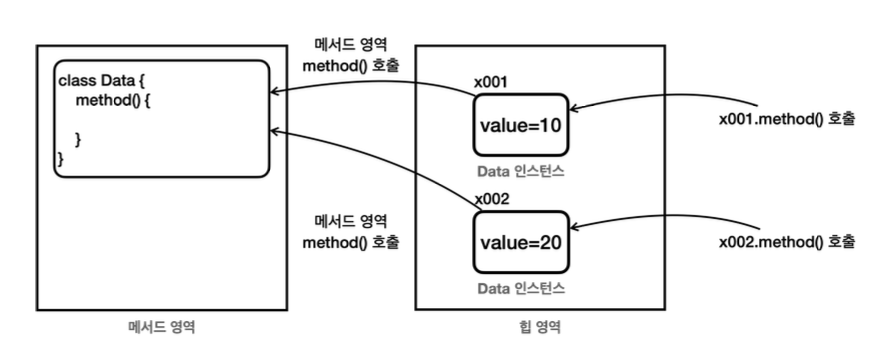 class Data {
method() {
}
}
메서드 영역
메서드 영역
method() 호출
메서드 영역
method() 호출
x001
value=10
Data 인스턴스
x002
value=20
Data 인스턴스
힙 영역
x001.method() 호출
x002.method() 호출